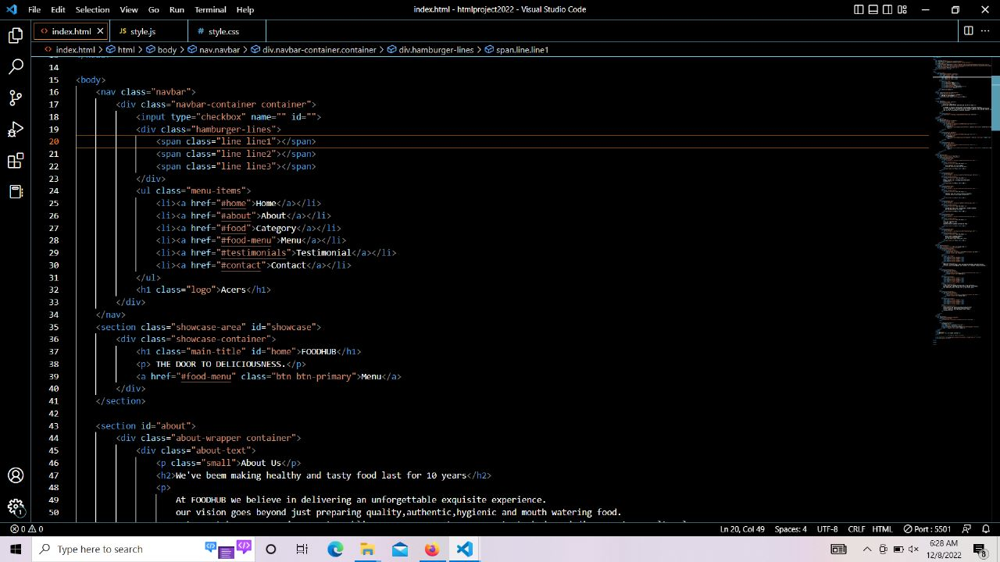 File Edit Selection View Go Run Terminal Help
index.html - htmlproject2022 - Visual Studio Code
index.html
JS style.js
# style.css
index.html > html > body > nav.navbar > div.navbar-container.container > div.hamburger-lines > span.line.line1
14
15 <body>
16 <nav class="navbar">
17 <div class="navbar-container container">
18 <input type="checkbox" name="" id="">
19 <div class="hamburger-lines">
20 <span class="line line1"></span>
21 <span class="line line2"></span>
22 <span class="line line3"></span>
23 </div>
24 <ul class="menu-items">
25 <li><a href="#home">Home</a></li>
26 <li><a href="#about">About</a></li>
27 <li><a href="#food">Category</a></li>
28 <li><a href="#food-menu">Menu</a></li>
29 <li><a href="#testimonials">Testimonial</a></li>
30 <li><a href="#contact">Contact</a></li>
31 </ul>
32 <h1 class="logo">Acers</h1>
33 </div>
34 </nav>
35 <section class="showcase-area" id="showcase">
36 <div class="showcase-container">
37 <h1 class="main-title" id="home">FOODHUB</h1>
38 <p> THE DOOR TO DELICIOUSNESS.</p>
39 <a href="#food-menu" class="btn btn-primary">Menu</a>
40 </div>
41 </section>
42
43 <section id="about">
44 <div class="about-wrapper container">
45 <div class="about-text">
46 <p class="small">About Us</p>
47 <h2>We've beem making healthy and tasty food last for 10 years</h2>
48 <p>
49 At FOODHUB we believe in delivering an unforgettable exquisite experience.
50 our vision goes beyond just preparing quality,authentic,hygienic and mouth watering food.
0 0
Ln 20, Col 49 Spaces: 4 UTF-8 CRLF HTML Port : 5501
1
Type here to search
6:28 AM
12/8/2022
8